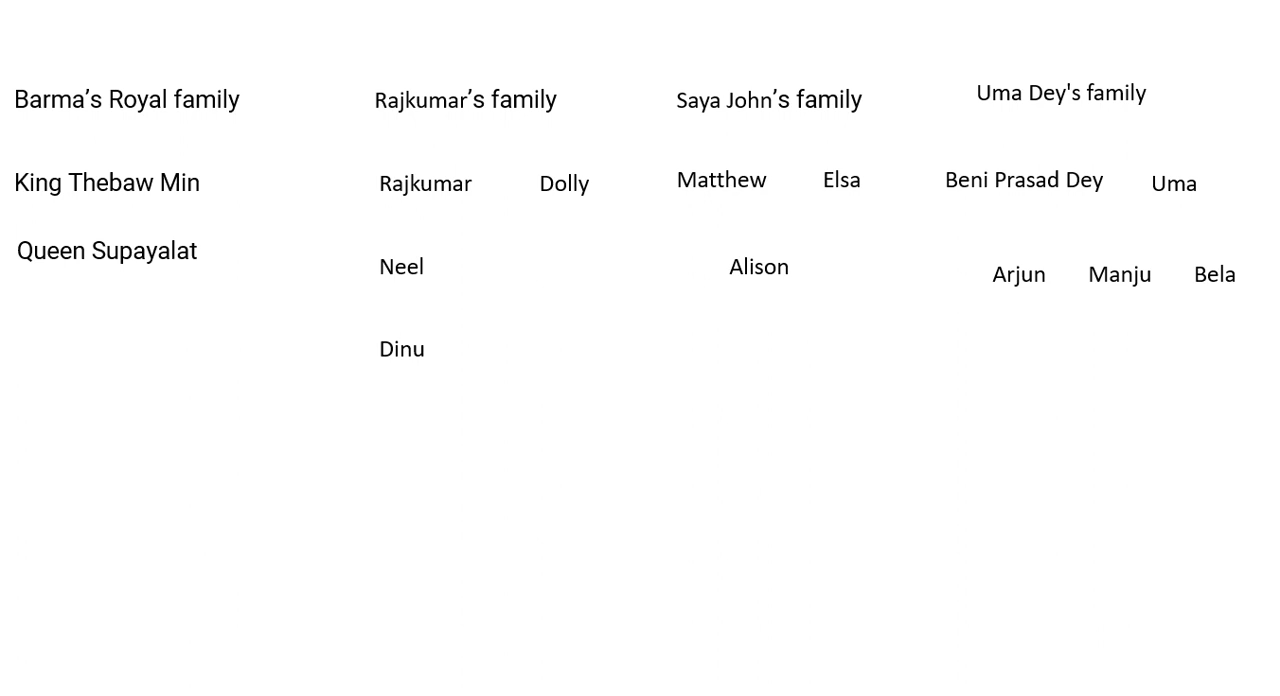 Barma’s Royal family Rajkumar’s family Saya John’s family Uma Dey's family
King Thebaw Min Rajkumar Dolly Matthew Elsa Beni Prasad Dey Uma
Queen Supayalat Neel Alison Arjun Manju Bela
Dinu